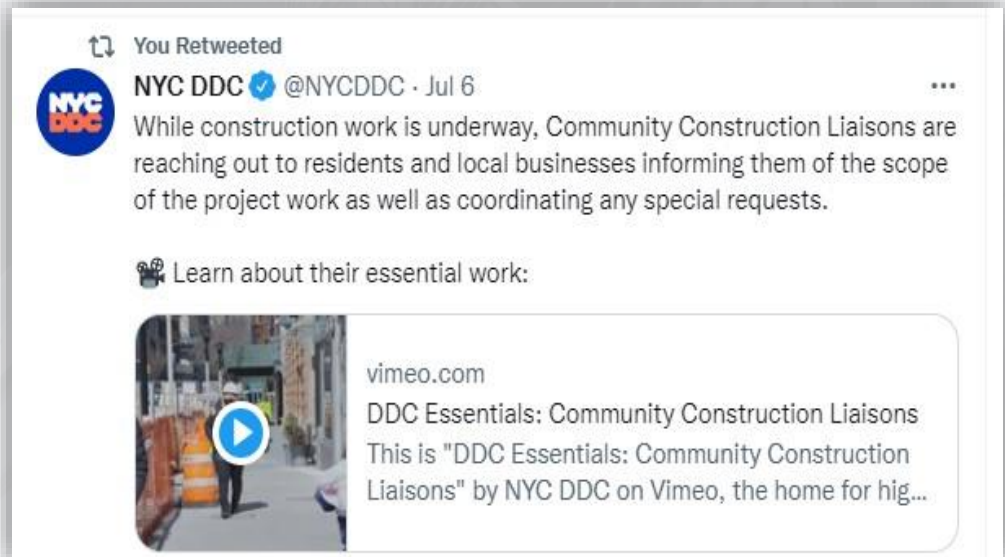 You Retweeted
NYC DDC @NYCDDC · Jul 6
NYC
DDC
While construction work is underway, Community Construction Liaisons are
reaching out to residents and local businesses informing them of the scope
of the project work as well as coordinating any special requests.
🎥 Learn about their essential work:
vimeo.com
DDC Essentials: Community Construction Liaisons
This is "DDC Essentials: Community Construction
Liaisons" by NYC DDC on Vimeo, the home for hig...